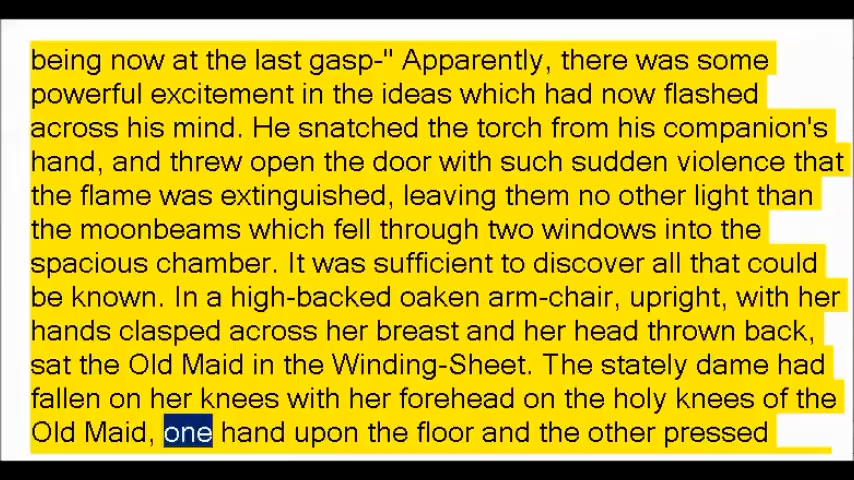 being now at the last gasp-" Apparently, there was some
powerful excitement in the ideas which had now flashed
across his mind. He snatched the torch from his companion's
hand, and threw open the door with such sudden violence that
the flame was extinguished, leaving them no other light than
the moonbeams which fell through two windows into the
spacious chamber. It was sufficient to discover all that could
be known. In a high-backed oaken arm-chair, upright, with her
hands clasped across her breast and her head thrown back,
sat the Old Maid in the Winding-Sheet. The stately dame had
fallen on her knees with her forehead on the holy knees of the
Old Maid, one hand upon the floor and the other pressed